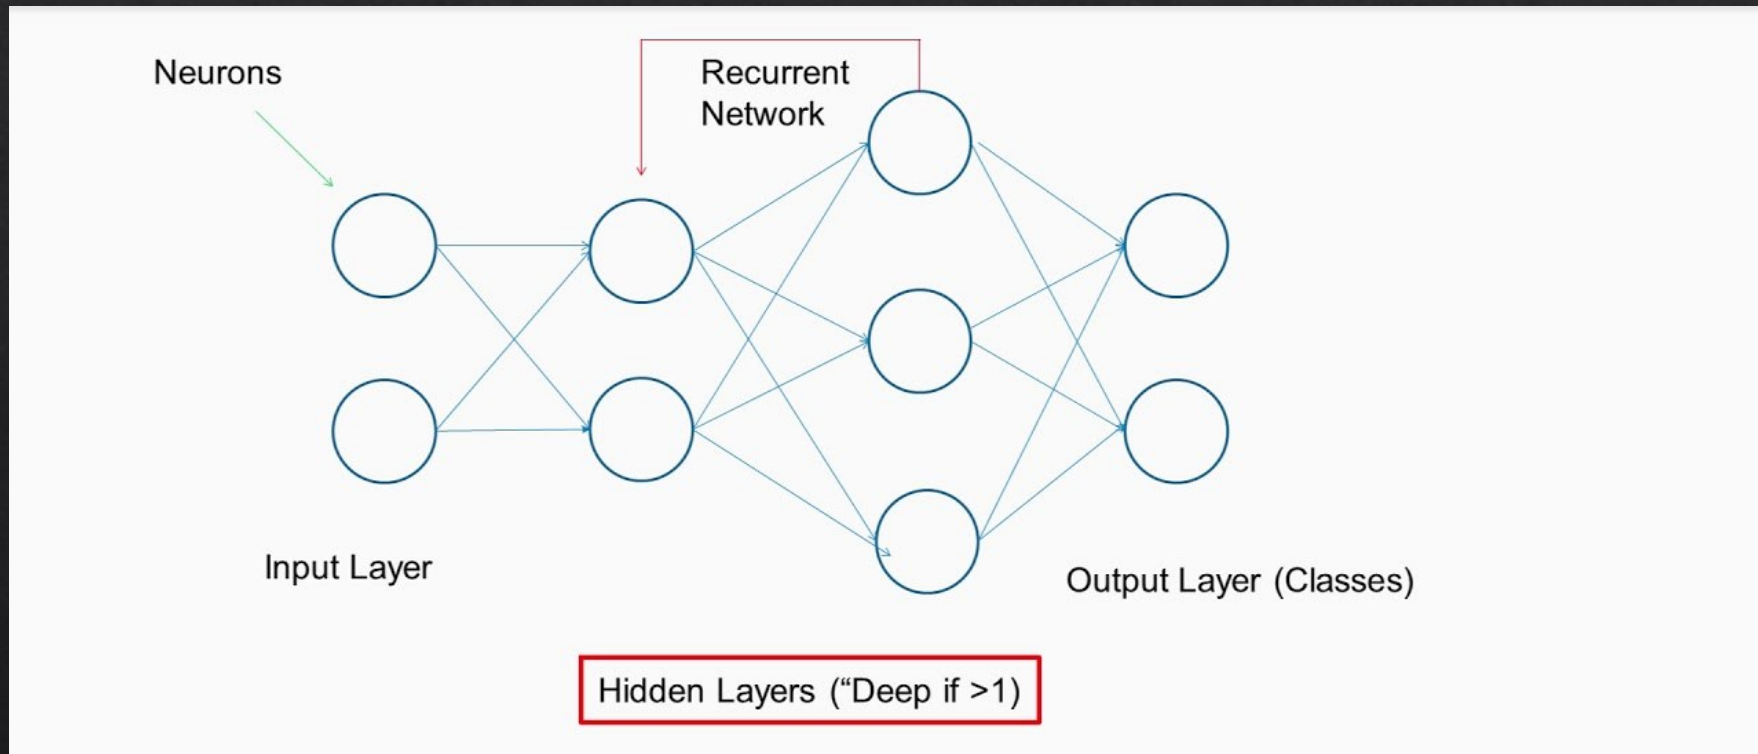 Neurons
Recurrent
Network
Input Layer
Output Layer (Classes)
Hidden Layers (“Deep if >1)